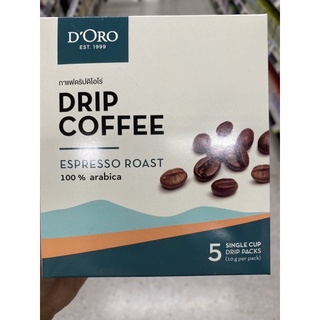 D'ORO
EST. 1999
กาแฟดริปดิโอโร่
DRIP
COFFEE
ESPRESSO ROAST
100 % arabica
5 SINGLE CUP
DRIP PACKS
(10 g per pack)